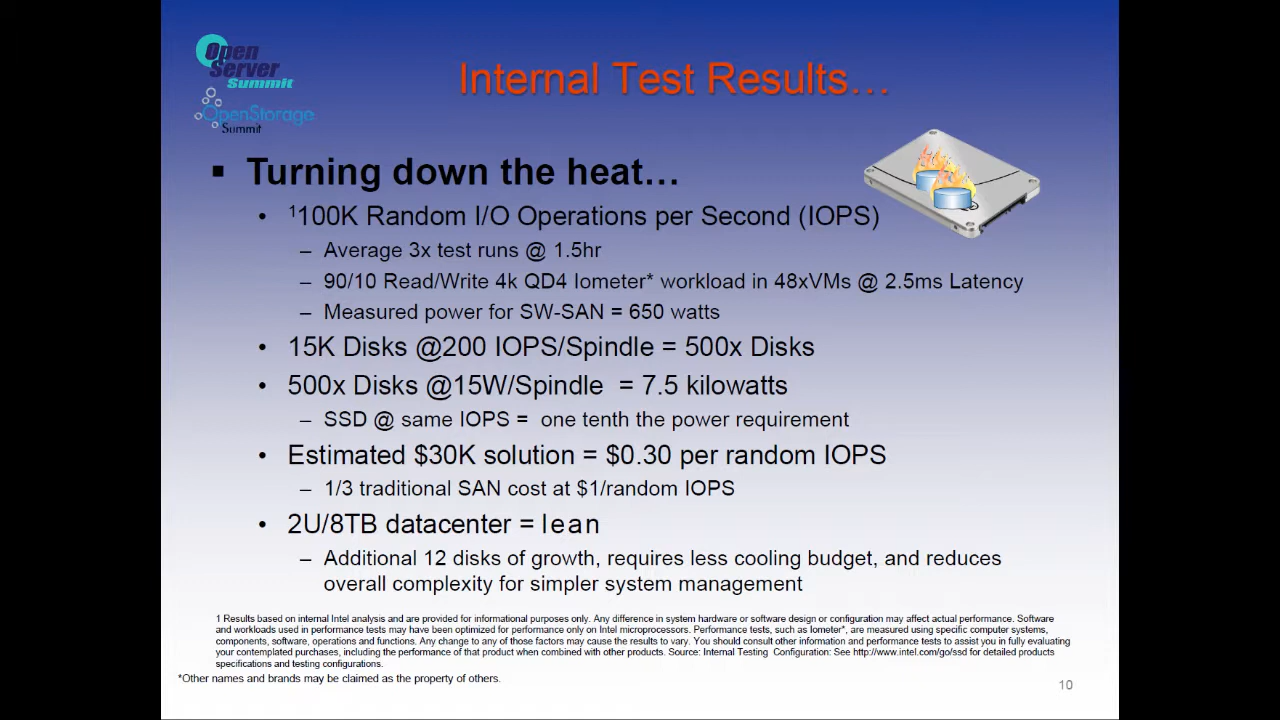 Open
Server
Summit
OpenStorage
Summit
Internal Test Results…
▪ Turning down the heat…
• ¹100K Random I/O Operations per Second (IOPS)
– Average 3x test runs @ 1.5hr
– 90/10 Read/Write 4k QD4 Iometer* workload in 48xVMs @ 2.5ms Latency
– Measured power for SW-SAN = 650 watts
• 15K Disks @200 IOPS/Spindle = 500x Disks
• 500x Disks @15W/Spindle = 7.5 kilowatts
– SSD @ same IOPS = one tenth the power requirement
• Estimated $30K solution = $0.30 per random IOPS
– 1/3 traditional SAN cost at $1/random IOPS
• 2U/8TB datacenter = lean
– Additional 12 disks of growth, requires less cooling budget, and reduces
overall complexity for simpler system management
1 Results based on internal Intel analysis and are provided for informational purposes only. Any difference in system hardware or software design or configuration may affect actual performance. Software
and workloads used in performance tests may have been optimized for performance only on Intel microprocessors. Performance tests, such as Iometer*, are measured using specific computer systems,
components, software, operations and functions. Any change to any of those factors may cause the results to vary. You should consult other information and performance tests to assist you in fully evaluating
your contemplated purchases, including the performance of that product when combined with other products. Source: Internal Testing Configuration: See http://www.intel.com/go/ssd for detailed products
specifications and testing configurations.
*Other names and brands may be claimed as the property of others.
10